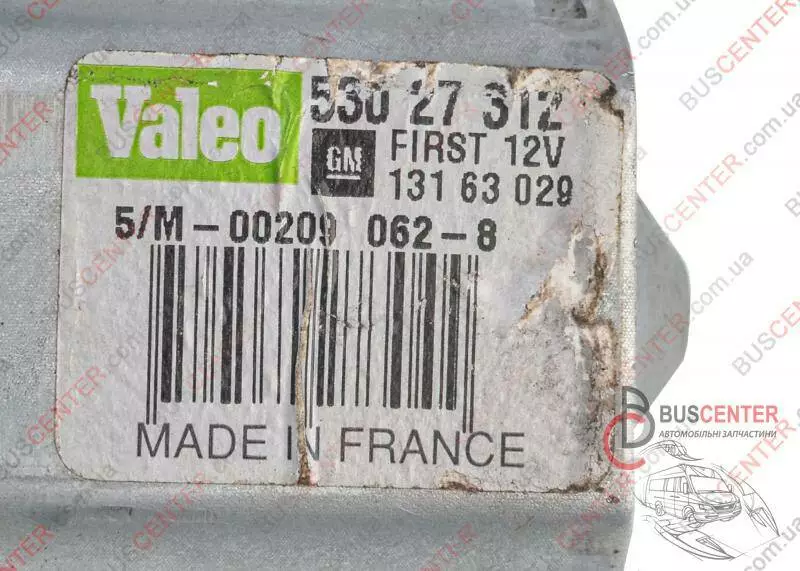 Valeo
530 27 312
GM
FIRST 12V
131 63 029
5/M-00209 062-8
MADE IN FRANCE
BUSCENTER
АВТОМОБІЛЬНІ ЗАПЧАСТИНИ
BUSCENTER.com.ua